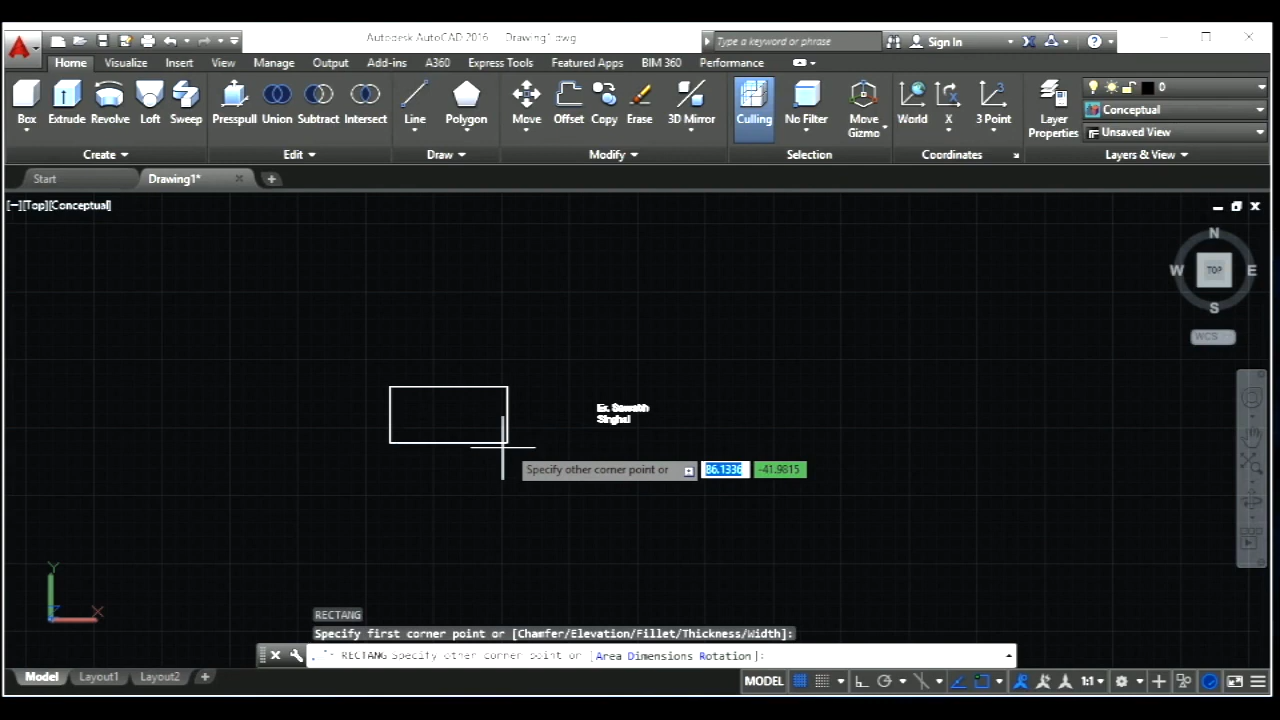 Autodesk AutoCAD 2016 Drawing1.dwg
Type a keyword or phrase
Sign In
Home Visualize Insert View Manage Output Add-ins A360 Express Tools Featured Apps BIM 360 Performance
Box Extrude Revolve Loft Sweep Presspull Union Subtract Intersect Line Polygon Move Offset Copy Erase 3D Mirror Culling No Filter Move Gizmo World X 3 Point Layer Properties
0
Conceptual
Unsaved View
Create Edit Draw Modify Selection Coordinates Layers & View
Start Drawing1*
[−][Top][Conceptual]
N
W TOP E
S
WCS
Singhal
Specify other corner point or 86.1336 -41.9815
Y
X
RECTANG
Specify first corner point or [Chamfer/Elevation/Fillet/Thickness/Width]:
RECTANG Specify other corner point or [Area Dimensions Rotation]:
Model Layout1 Layout2 +
MODEL 1:1